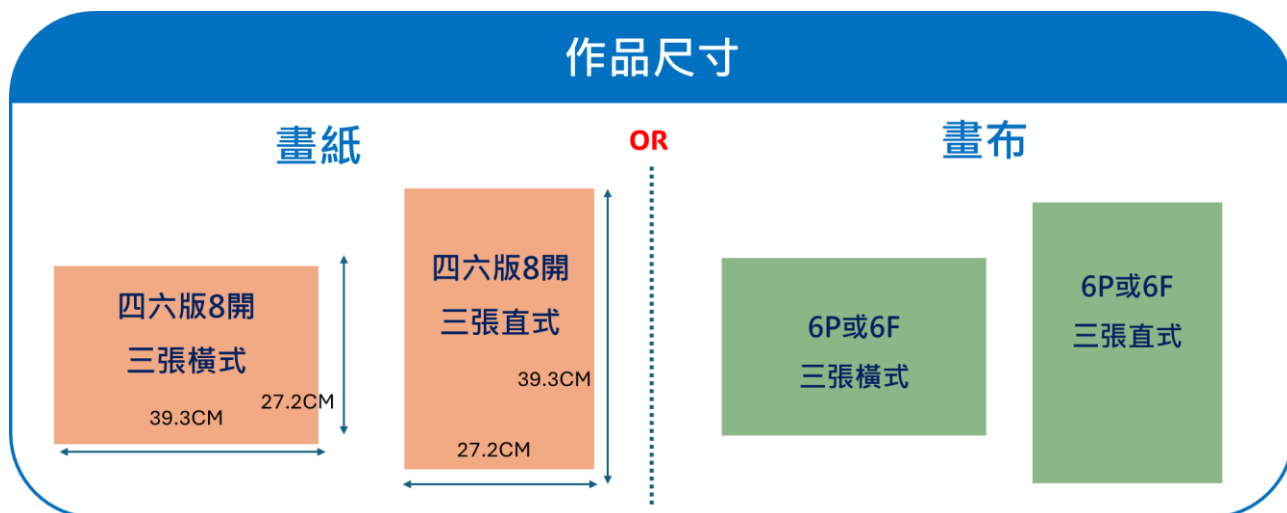 作品尺寸
畫紙
OR
畫布
四六版8開
三張橫式
39.3CM
27.2CM
四六版8開
三張直式
39.3CM
27.2CM
6P或6F
三張橫式
6P或6F
三張直式